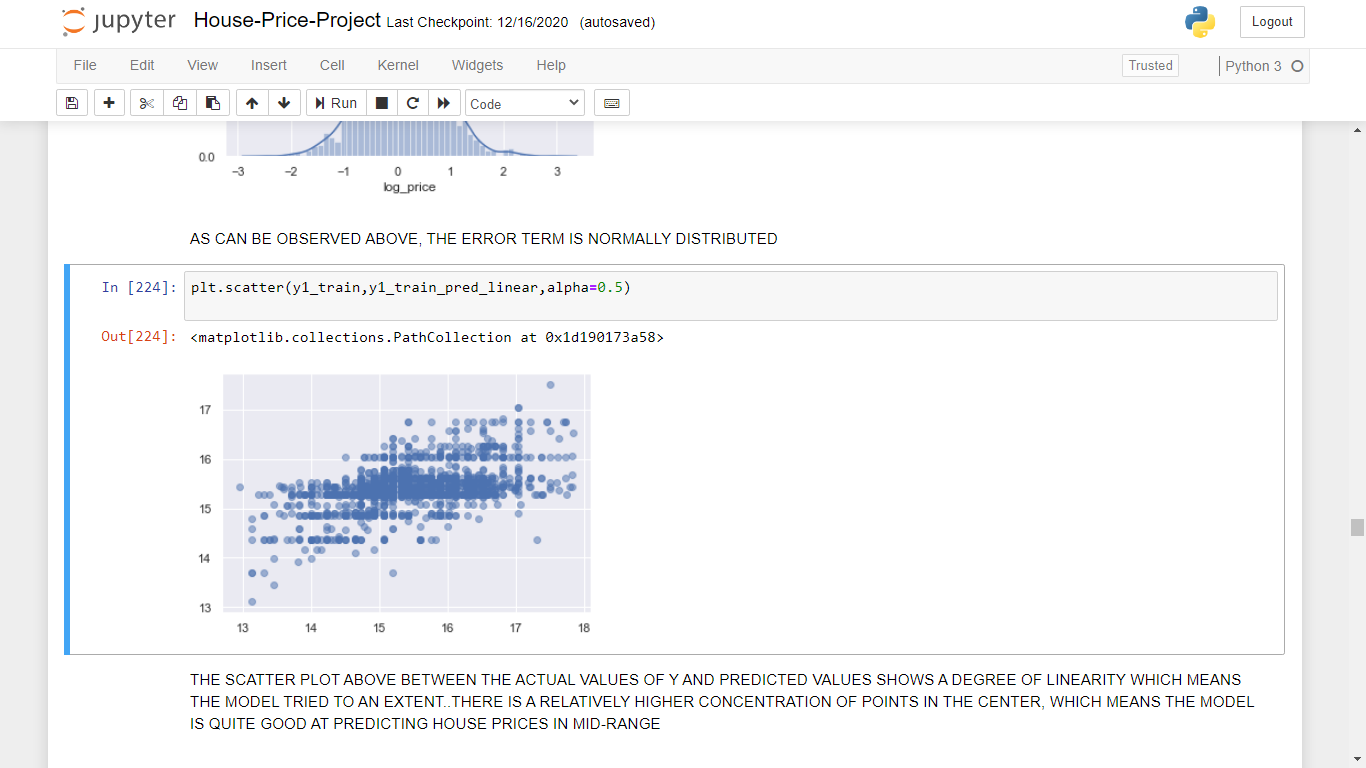 jupyter House-Price-Project Last Checkpoint: 12/16/2020 (autosaved) Logout
File Edit View Insert Cell Kernel Widgets Help Trusted Python 3
Run Code
0.0
−3 −2 −1 0 1 2 3
log_price
AS CAN BE OBSERVED ABOVE, THE ERROR TERM IS NORMALLY DISTRIBUTED
In [224]: plt.scatter(y1_train,y1_train_pred_linear,alpha=0.5)
Out[224]: <matplotlib.collections.PathCollection at 0x1d190173a58>
17
16
15
14
13
13 14 15 16 17 18
THE SCATTER PLOT ABOVE BETWEEN THE ACTUAL VALUES OF Y AND PREDICTED VALUES SHOWS A DEGREE OF LINEARITY WHICH MEANS
THE MODEL TRIED TO AN EXTENT..THERE IS A RELATIVELY HIGHER CONCENTRATION OF POINTS IN THE CENTER, WHICH MEANS THE MODEL
IS QUITE GOOD AT PREDICTING HOUSE PRICES IN MID-RANGE